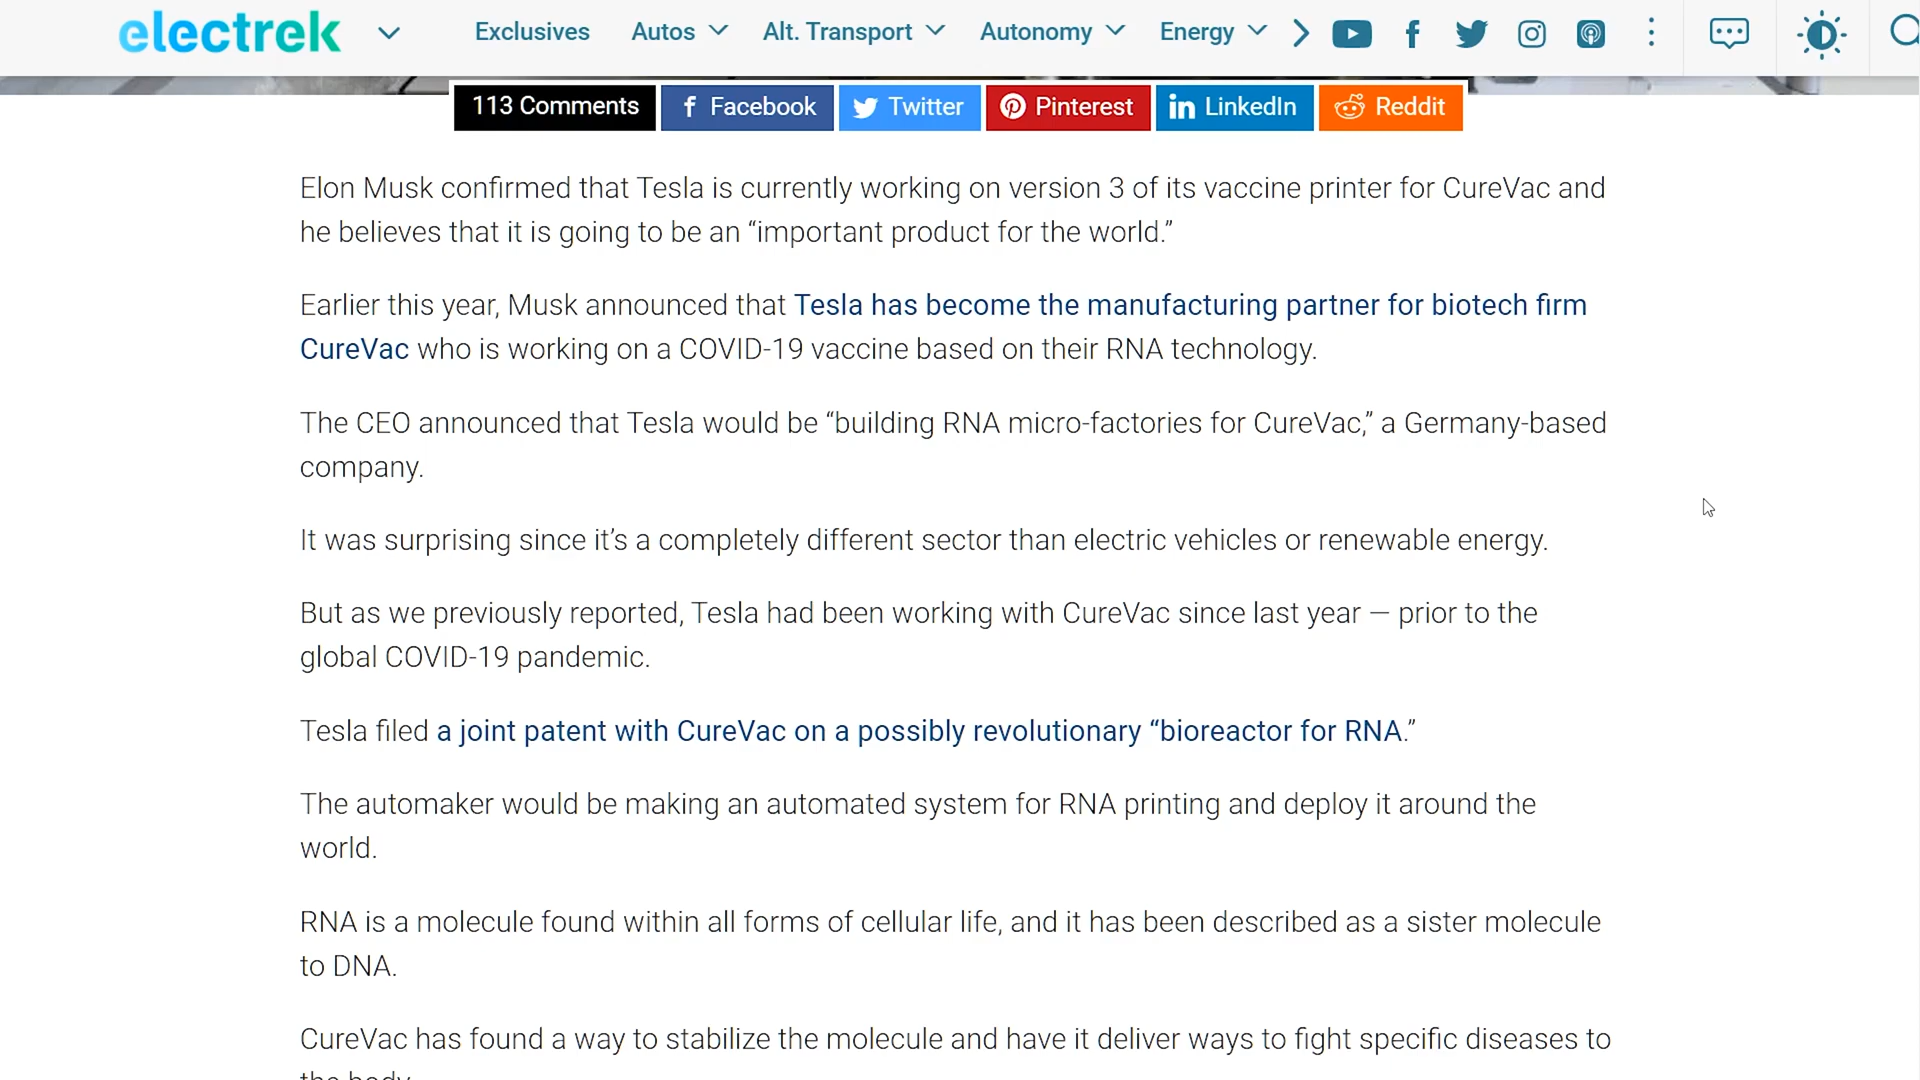 electrek
Exclusives Autos Alt. Transport Autonomy Energy
113 Comments Facebook Twitter Pinterest LinkedIn Reddit
Elon Musk confirmed that Tesla is currently working on version 3 of its vaccine printer for CureVac and
he believes that it is going to be an “important product for the world.”
Earlier this year, Musk announced that Tesla has become the manufacturing partner for biotech firm
CureVac who is working on a COVID-19 vaccine based on their RNA technology.
The CEO announced that Tesla would be “building RNA micro-factories for CureVac,” a Germany-based
company.
It was surprising since it’s a completely different sector than electric vehicles or renewable energy.
But as we previously reported, Tesla had been working with CureVac since last year — prior to the
global COVID-19 pandemic.
Tesla filed a joint patent with CureVac on a possibly revolutionary “bioreactor for RNA.”
The automaker would be making an automated system for RNA printing and deploy it around the
world.
RNA is a molecule found within all forms of cellular life, and it has been described as a sister molecule
to DNA.
CureVac has found a way to stabilize the molecule and have it deliver ways to fight specific diseases to
the body.